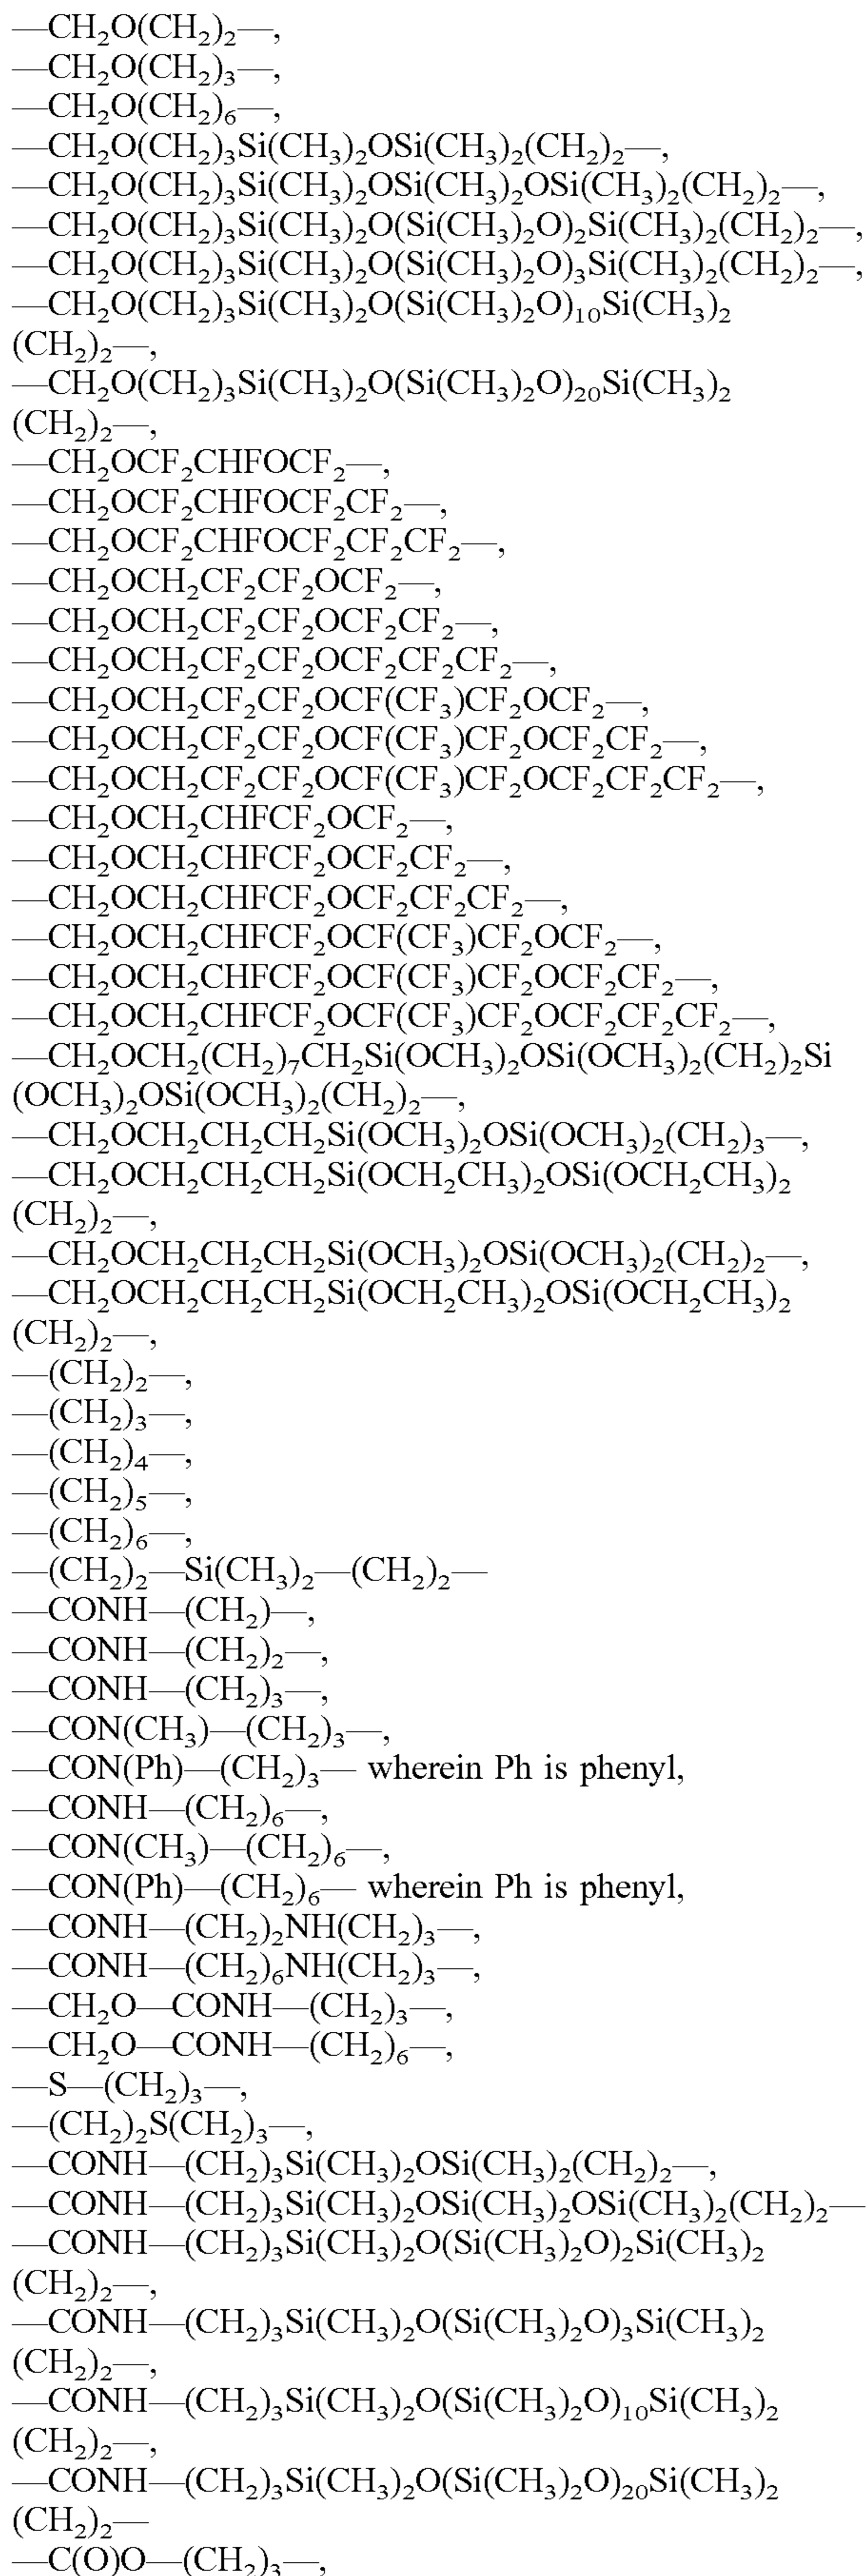 —CH₂O(CH₂)₂—,
—CH₂O(CH₂)₃—,
—CH₂O(CH₂)₆—,
—CH₂O(CH₂)₃Si(CH₃)₂OSi(CH₃)₂(CH₂)₂—,
—CH₂O(CH₂)₃Si(CH₃)₂OSi(CH₃)₂OSi(CH₃)₂(CH₂)₂—,
—CH₂O(CH₂)₃Si(CH₃)₂O(Si(CH₃)₂O)₂Si(CH₃)₂(CH₂)₂—,
—CH₂O(CH₂)₃Si(CH₃)₂O(Si(CH₃)₂O)₃Si(CH₃)₂(CH₂)₂—,
—CH₂O(CH₂)₃Si(CH₃)₂O(Si(CH₃)₂O)₁₀Si(CH₃)₂
(CH₂)₂—,
—CH₂O(CH₂)₃Si(CH₃)₂O(Si(CH₃)₂O)₂₀Si(CH₃)₂
(CH₂)₂—,
—CH₂OCF₂CHFOCF₂—,
—CH₂OCF₂CHFOCF₂CF₂—,
—CH₂OCF₂CHFOCF₂CF₂CF₂—,
—CH₂OCH₂CF₂CF₂OCF₂—,
—CH₂OCH₂CF₂CF₂OCF₂CF₂—,
—CH₂OCH₂CF₂CF₂OCF₂CF₂CF₂—,
—CH₂OCH₂CF₂CF₂OCF(CF₃)CF₂OCF₂—,
—CH₂OCH₂CF₂CF₂OCF(CF₃)CF₂OCF₂CF₂—,
—CH₂OCH₂CF₂CF₂OCF(CF₃)CF₂OCF₂CF₂CF₂—,
—CH₂OCH₂CHFCF₂OCF₂—,
—CH₂OCH₂CHFCF₂OCF₂CF₂—,
—CH₂OCH₂CHFCF₂OCF₂CF₂CF₂—,
—CH₂OCH₂CHFCF₂OCF(CF₃)CF₂OCF₂—,
—CH₂OCH₂CHFCF₂OCF(CF₃)CF₂OCF₂CF₂—,
—CH₂OCH₂CHFCF₂OCF(CF₃)CF₂OCF₂CF₂CF₂—,
—CH₂OCH₂(CH₂)₇CH₂Si(OCH₃)₂OSi(OCH₃)₂(CH₂)₂Si
(OCH₃)₂OSi(OCH₃)₂(CH₂)₂—,
—CH₂OCH₂CH₂CH₂Si(OCH₃)₂OSi(OCH₃)₂(CH₂)₃—,
—CH₂OCH₂CH₂CH₂Si(OCH₂CH₃)₂OSi(OCH₂CH₃)₂
(CH₂)₂—,
—CH₂OCH₂CH₂CH₂Si(OCH₃)₂OSi(OCH₃)₂(CH₂)₂—,
—CH₂OCH₂CH₂CH₂Si(OCH₂CH₃)₂OSi(OCH₂CH₃)₂
(CH₂)₂—,
—(CH₂)₂—,
—(CH₂)₃—,
—(CH₂)₄—,
—(CH₂)₅—,
—(CH₂)₆—,
—(CH₂)₂—Si(CH₃)₂—(CH₂)₂—
—CONH—(CH₂)—,
—CONH—(CH₂)₂—,
—CONH—(CH₂)₃—,
—CON(CH₃)—(CH₂)₃—,
—CON(Ph)—(CH₂)₃— wherein Ph is phenyl,
—CONH—(CH₂)₆—,
—CON(CH₃)—(CH₂)₆—,
—CON(Ph)—(CH₂)₆— wherein Ph is phenyl,
—CONH—(CH₂)₂NH(CH₂)₃—,
—CONH—(CH₂)₆NH(CH₂)₃—,
—CH₂O—CONH—(CH₂)₃—,
—CH₂O—CONH—(CH₂)₆—,
—S—(CH₂)₃—,
—(CH₂)₂S(CH₂)₃—,
—CONH—(CH₂)₃Si(CH₃)₂OSi(CH₃)₂(CH₂)₂—,
—CONH—(CH₂)₃Si(CH₃)₂OSi(CH₃)₂OSi(CH₃)₂(CH₂)₂—
—CONH—(CH₂)₃Si(CH₃)₂O(Si(CH₃)₂O)₂Si(CH₃)₂
(CH₂)₂—,
—CONH—(CH₂)₃Si(CH₃)₂O(Si(CH₃)₂O)₃Si(CH₃)₂
(CH₂)₂—,
—CONH—(CH₂)₃Si(CH₃)₂O(Si(CH₃)₂O)₁₀Si(CH₃)₂
(CH₂)₂—,
—CONH—(CH₂)₃Si(CH₃)₂O(Si(CH₃)₂O)₂₀Si(CH₃)₂
(CH₂)₂—
—C(O)O—(CH₂)₃—,